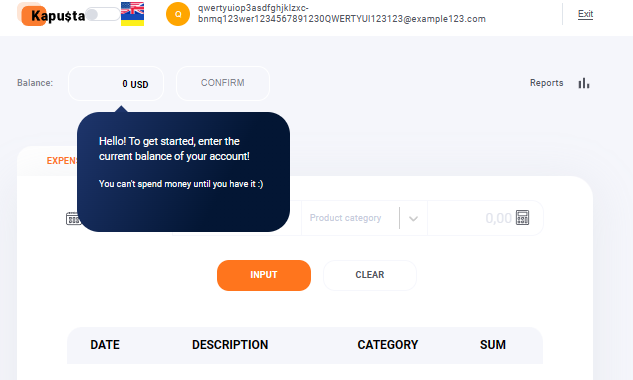 Kapu$ta
Q
qwertyuiop3asdfghjklzxc-
bnmq123wer1234567891230QWERTYUI123123@example123.com
Exit
Balance:
0 USD
CONFIRM
Reports
Hello! To get started, enter the
current balance of your account!
You can't spend money until you have it :)
EXPENS
Product category
0,00
INPUT
CLEAR
DATE DESCRIPTION CATEGORY SUM